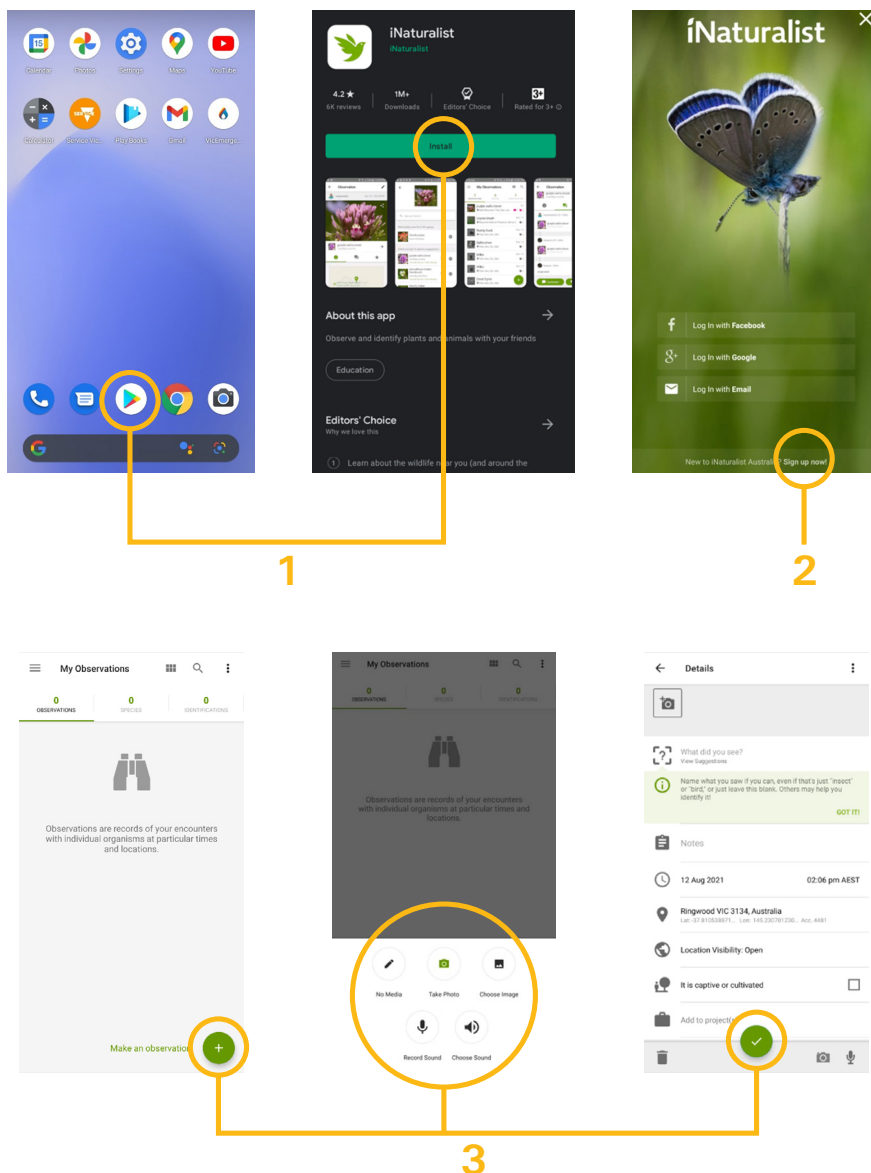 15
Calendar
Photos
Settings
Maps
YouTube
Calculator
Service Vic...
Play Books
Gmail
VicEmerge...
G
iNaturalist
iNaturalist
4.2 ★
6K reviews
1M+
Downloads
Editors' Choice
3+
Rated for 3+
Install
About this app
Observe and identify plants and animals with your friends
Education
Editors' Choice
Why we love this
1 Learn about the wildlife near you (and around the
iNaturalist
Log In with Facebook
Log In with Google
Log In with Email
New to iNaturalist Australia? Sign up now!
1
2
My Observations
0
OBSERVATIONS
0
SPECIES
0
IDENTIFICATIONS
Observations are records of your encounters
with individual organisms at particular times
and locations.
Make an observation
My Observations
0
OBSERVATIONS
0
SPECIES
0
IDENTIFICATIONS
Observations are records of your encounters
with individual organisms at particular times and
locations.
No Media
Take Photo
Choose Image
Record Sound
Choose Sound
Details
What did you see?
View Suggestions
Name what you saw if you can, even if that's just "insect"
or "bird," or just leave this blank. Others may help you
identify it!
GOT IT!
Notes
12 Aug 2021
02:06 pm AEST
Ringwood VIC 3134, Australia
Location Visibility: Open
It is captive or cultivated
Add to project(s)
3